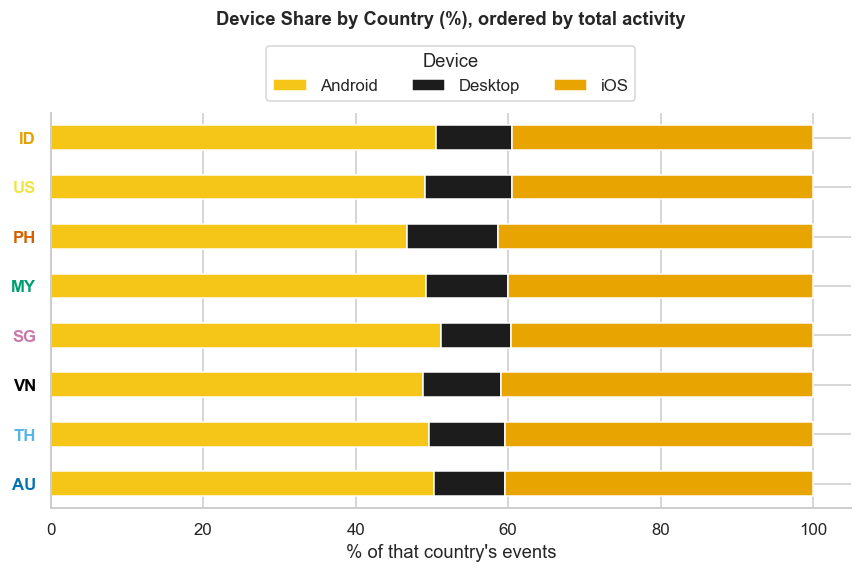 Device Share by Country (%), ordered by total activity
Device
Android Desktop iOS
ID
US
PH
MY
SG
VN
TH
AU
0 20 40 60 80 100
% of that country's events